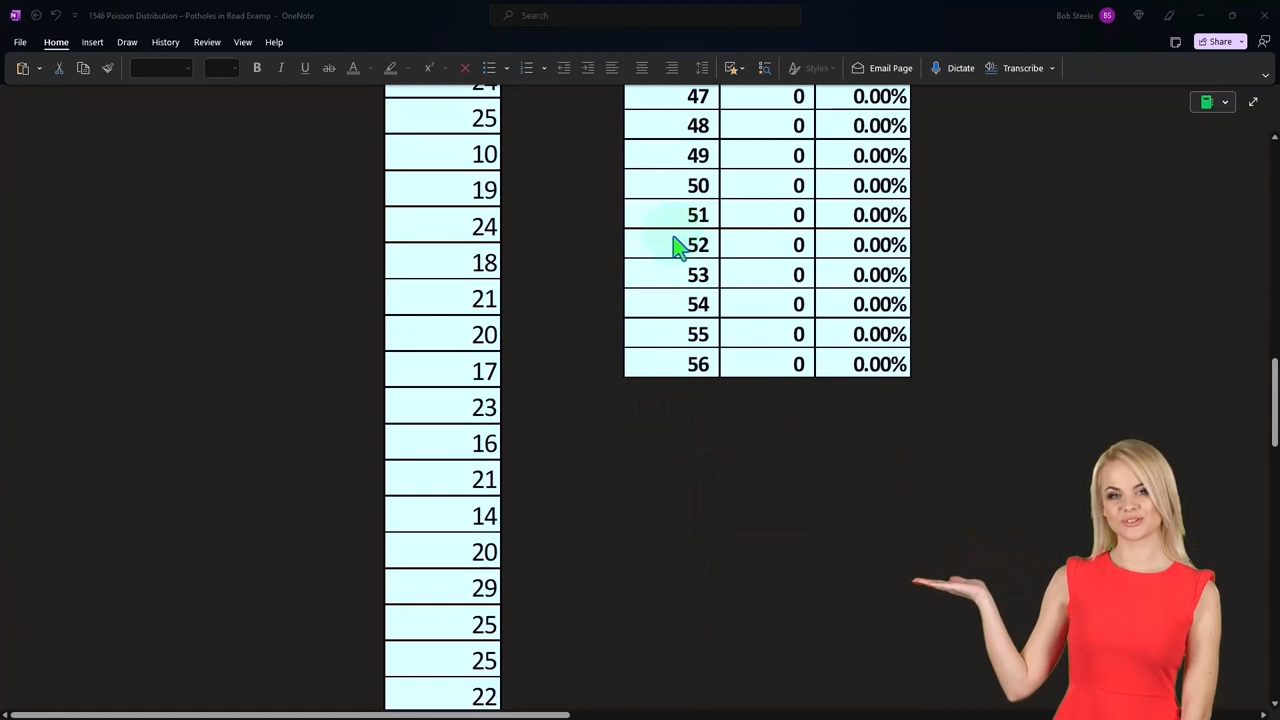 1546 Poisson Distribution – Potholes in Road Examp - OneNote
Search
Bob Steele BS
File Home Insert Draw History Review View Help
Share
B I U ab A x
Styles Email Page Dictate Transcribe
24
25
10
19
24
18
21
20
17
23
16
21
14
20
29
25
25
22
47 0 0.00%
48 0 0.00%
49 0 0.00%
50 0 0.00%
51 0 0.00%
52 0 0.00%
53 0 0.00%
54 0 0.00%
55 0 0.00%
56 0 0.00%